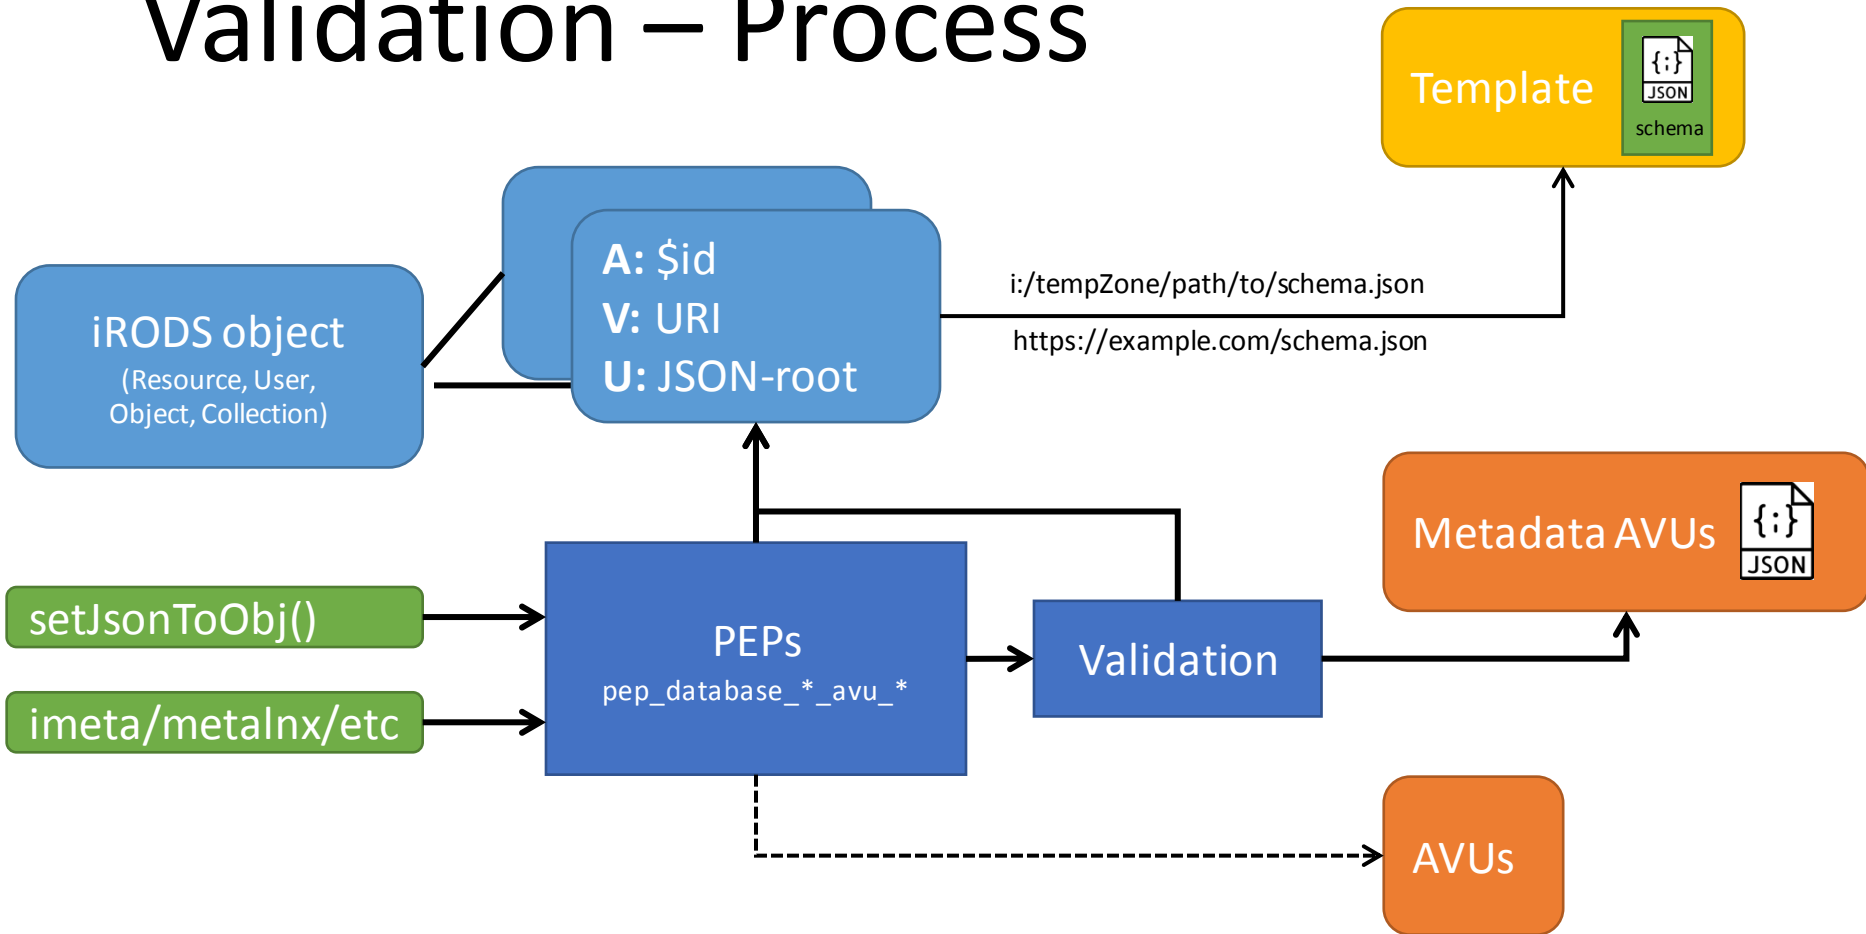 Validation – Process
Template
{;}
JSON
schema
A: $id
V: URI
U: JSON-root
i:/tempZone/path/to/schema.json
https://example.com/schema.json
iRODS object
(Resource, User,
Object, Collection)
Metadata AVUs
{;}
JSON
setJsonToObj()
PEPs
pep_database_*_avu_*
Validation
imeta/metalnx/etc
AVUs